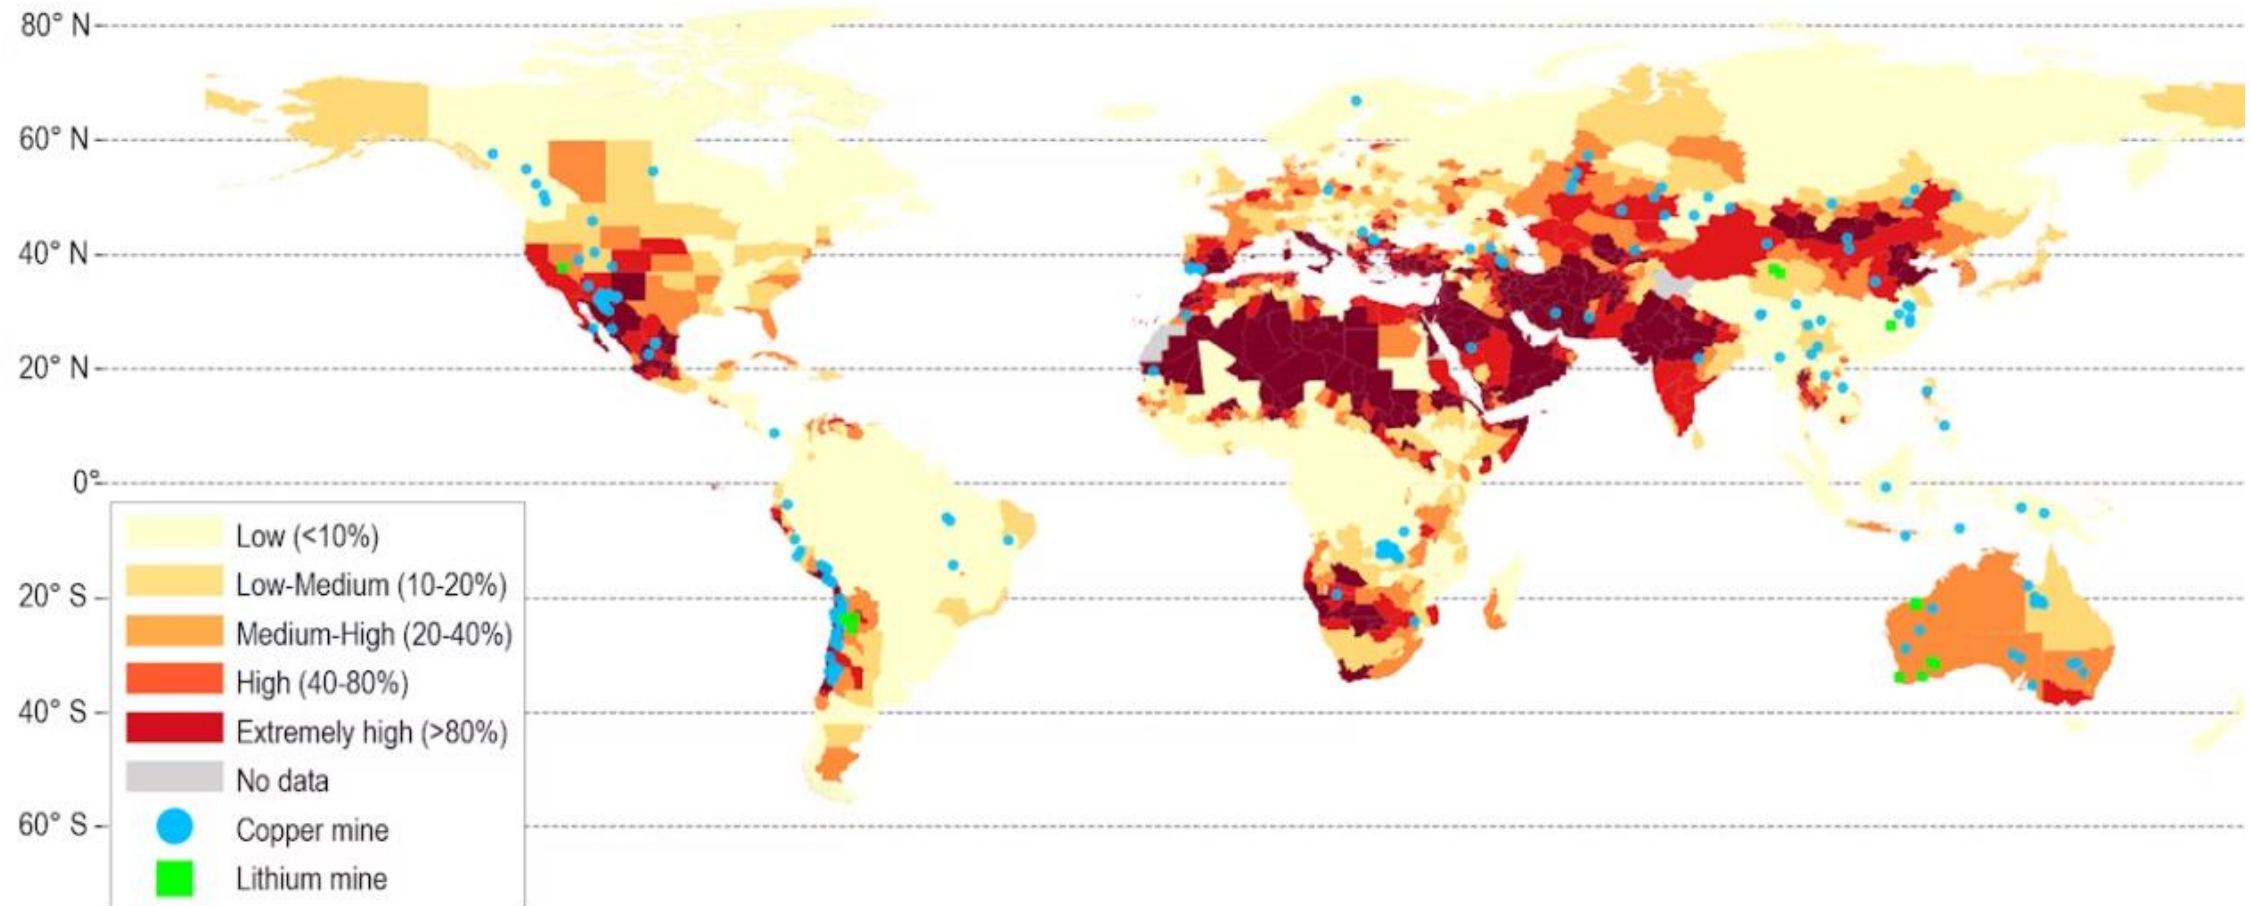 80° N
60° N
40° N
20° N
0°
20° S
40° S
60° S
Low (<10%)
Low-Medium (10-20%)
Medium-High (20-40%)
High (40-80%)
Extremely high (>80%)
No data
Copper mine
Lithium mine